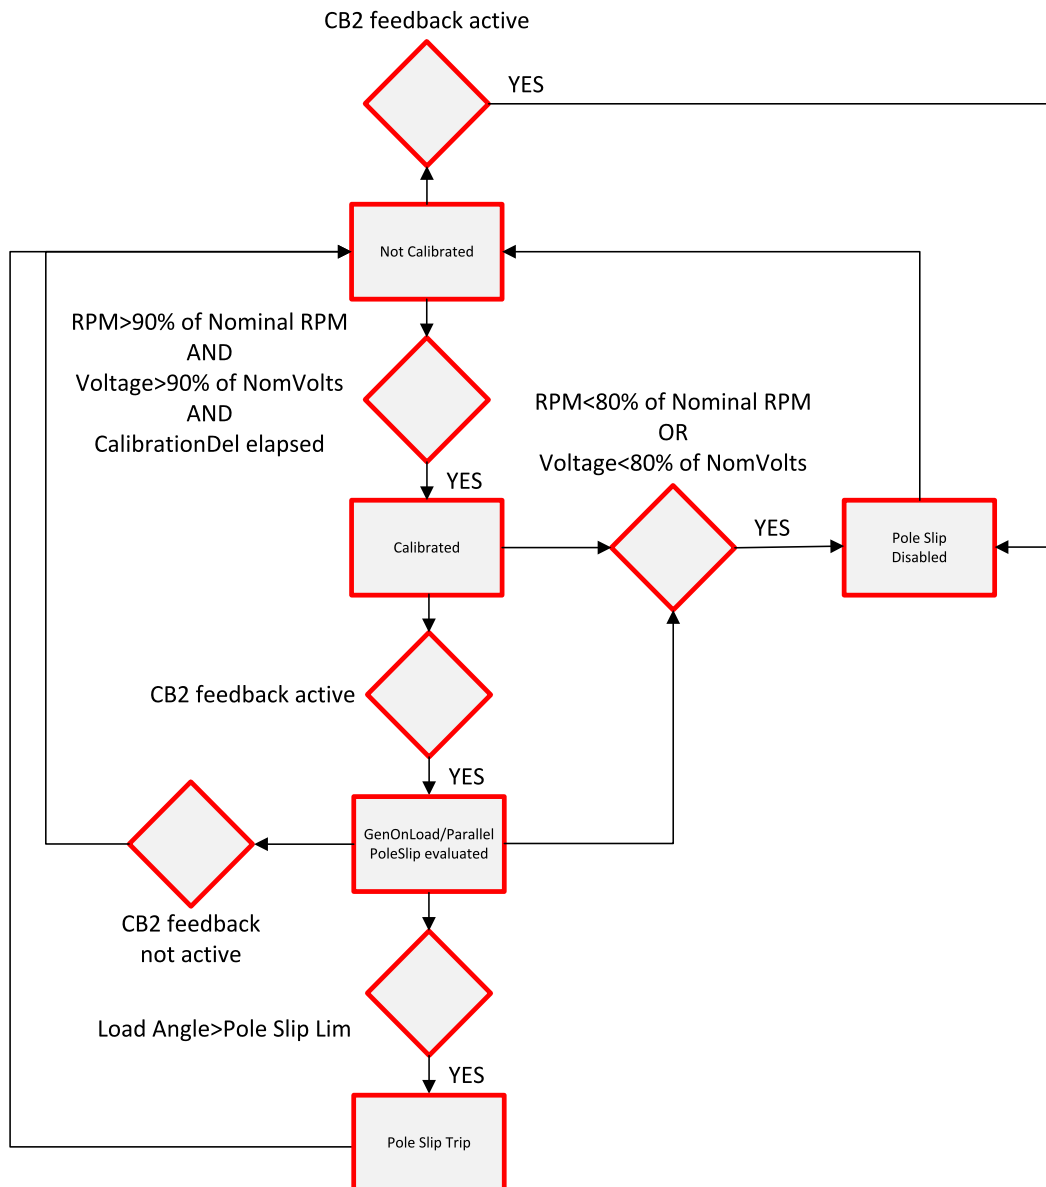 CB2 feedback active
YES
Not Calibrated
RPM>90% of Nominal RPM
AND
Voltage>90% of NomVolts
AND
CalibrationDel elapsed
YES
RPM<80% of Nominal RPM
OR
Voltage<80% of NomVolts
YES
Calibrated
Pole Slip
Disabled
CB2 feedback active
YES
GenOnLoad/Parallel
PoleSlip evaluated
CB2 feedback
not active
Load Angle>Pole Slip Lim
YES
Pole Slip Trip